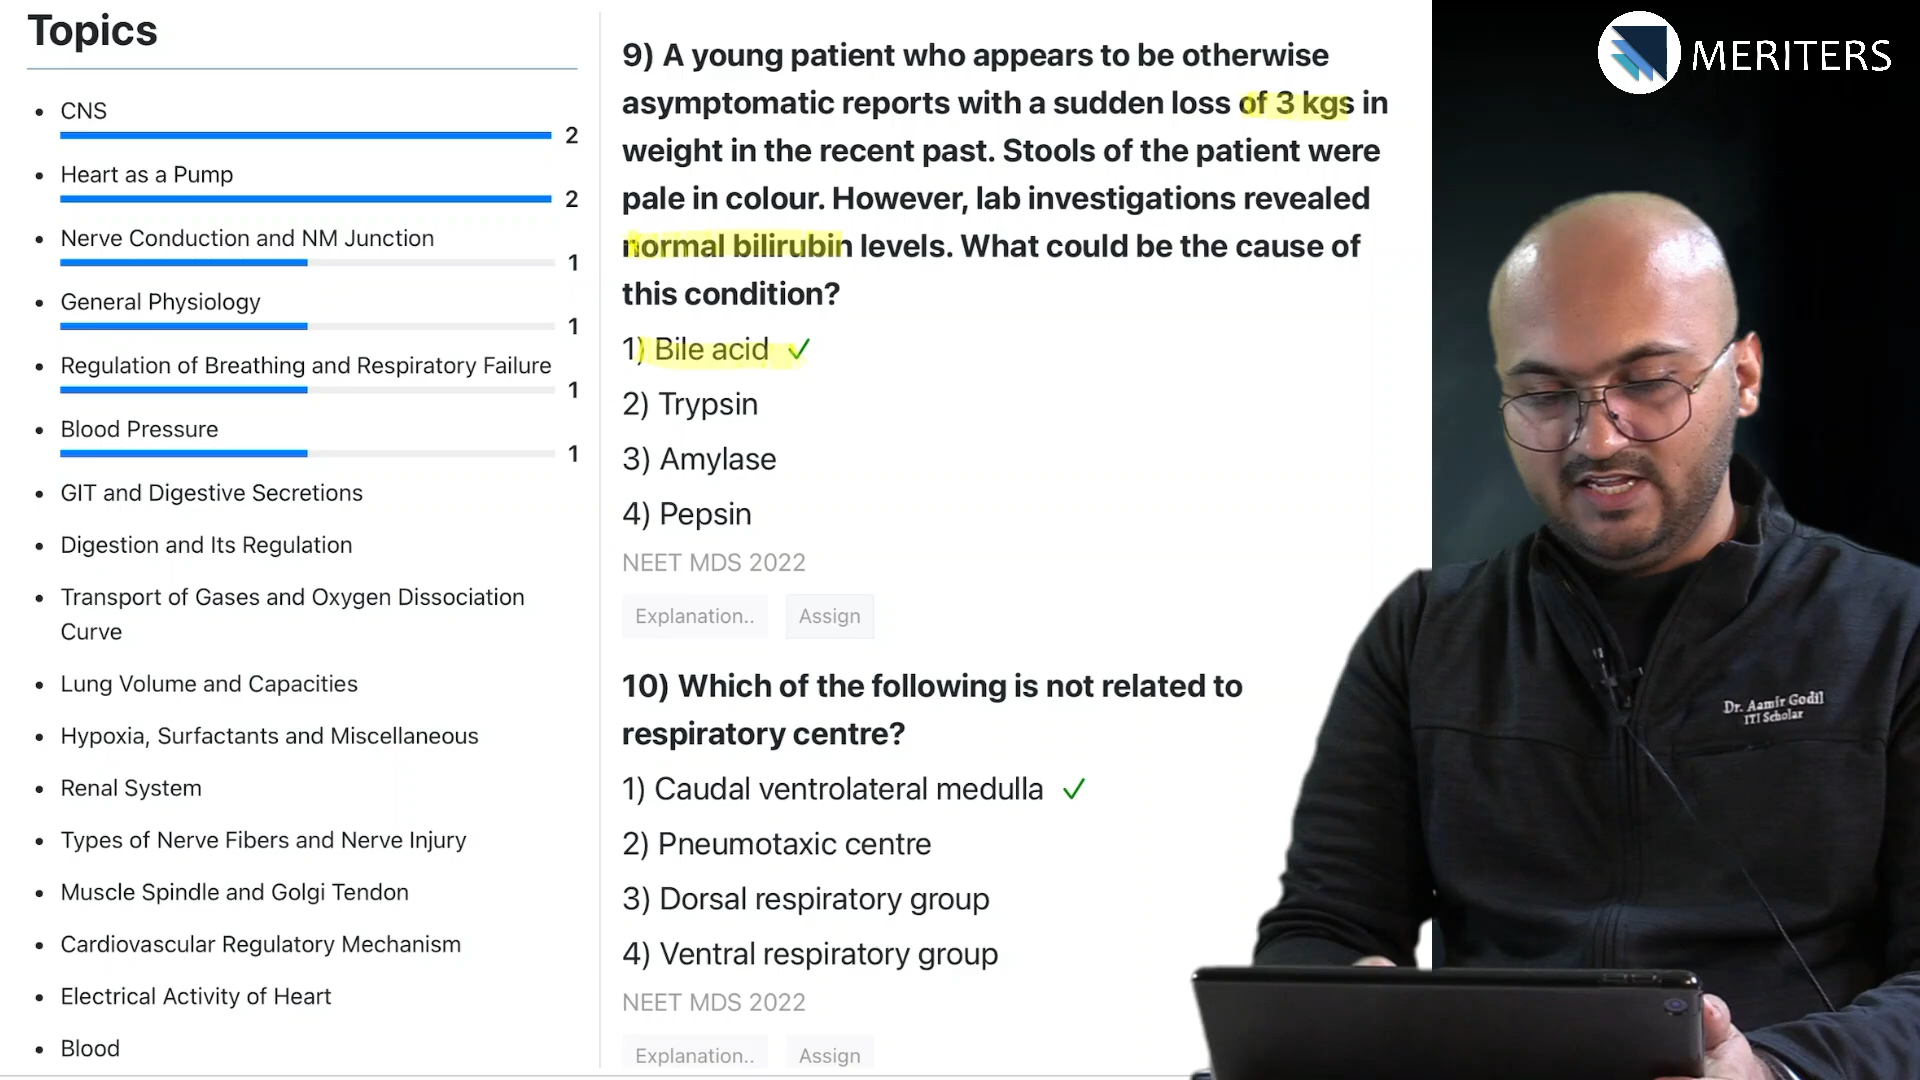 Topics
CNS
2
Heart as a Pump
2
Nerve Conduction and NM Junction
1
General Physiology
1
Regulation of Breathing and Respiratory Failure
1
Blood Pressure
1
GIT and Digestive Secretions
Digestion and Its Regulation
Transport of Gases and Oxygen Dissociation
Curve
Lung Volume and Capacities
Hypoxia, Surfactants and Miscellaneous
Renal System
Types of Nerve Fibers and Nerve Injury
Muscle Spindle and Golgi Tendon
Cardiovascular Regulatory Mechanism
Electrical Activity of Heart
Blood
9) A young patient who appears to be otherwise
asymptomatic reports with a sudden loss of 3 kgs in
weight in the recent past. Stools of the patient were
pale in colour. However, lab investigations revealed
normal bilirubin levels. What could be the cause of
this condition?
1) Bile acid ✓
2) Trypsin
3) Amylase
4) Pepsin
NEET MDS 2022
Explanation.. Assign
10) Which of the following is not related to
respiratory centre?
1) Caudal ventrolateral medulla ✓
2) Pneumotaxic centre
3) Dorsal respiratory group
4) Ventral respiratory group
NEET MDS 2022
Explanation.. Assign
MERITERS
Dr. Aamir Godil
ITI Scholar